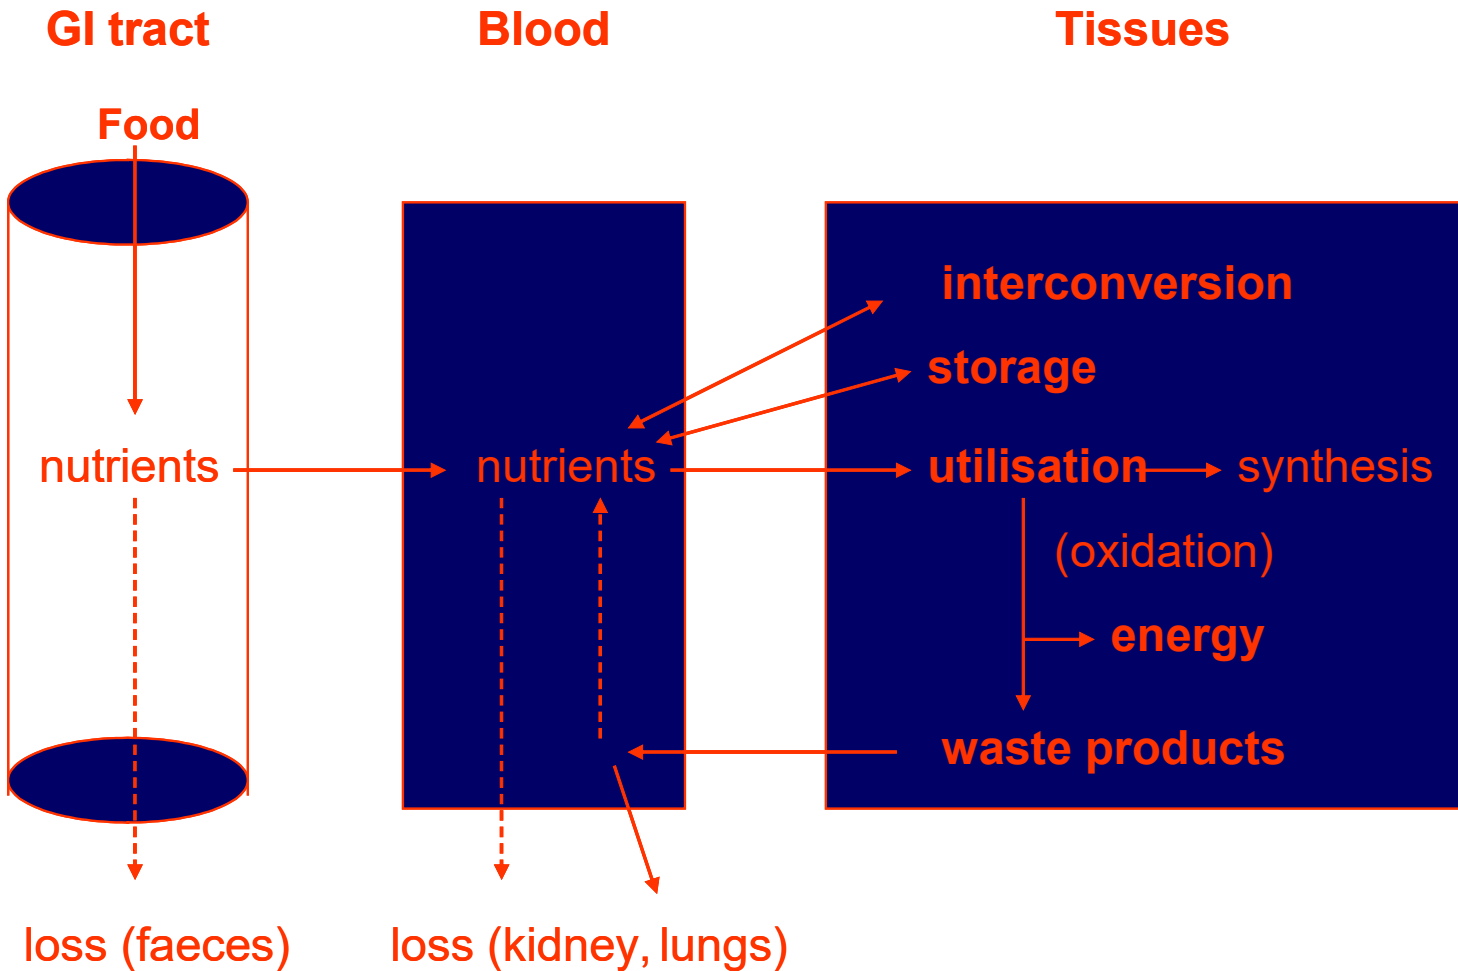 GI tract
Blood
Tissues
Food
interconversion
storage
nutrients
nutrients
utilisation
synthesis
(oxidation)
energy
waste products
loss (faeces)
loss (kidney, lungs)